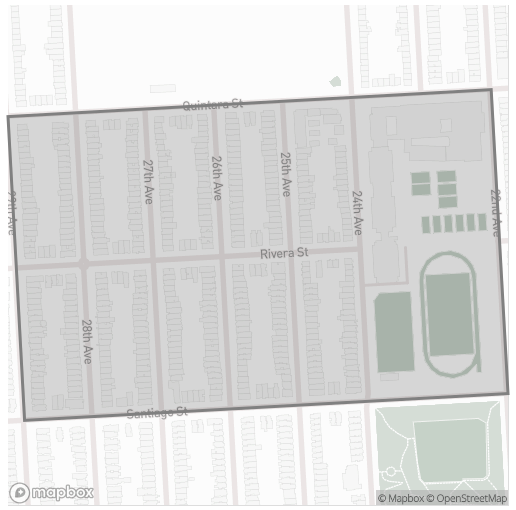 Quintara St
27th Ave
26th Ave
25th Ave
24th Ave
22nd Ave
29th Ave
Rivera St
28th Ave
Santiago St
mapbox
© Mapbox © OpenStreetMap